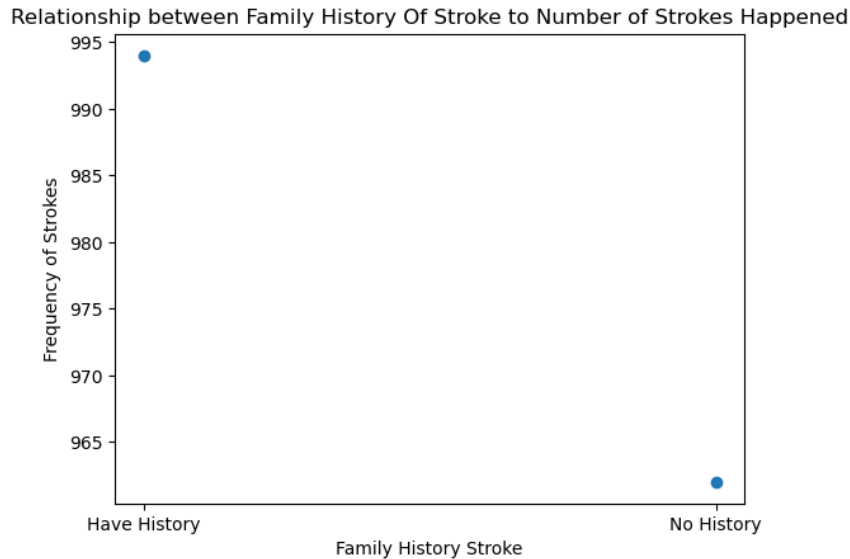 Relationship between Family History Of Stroke to Number of Strokes Happened
995
990
985
980
975
970
965
Frequency of Strokes
Have History
No History
Family History Stroke